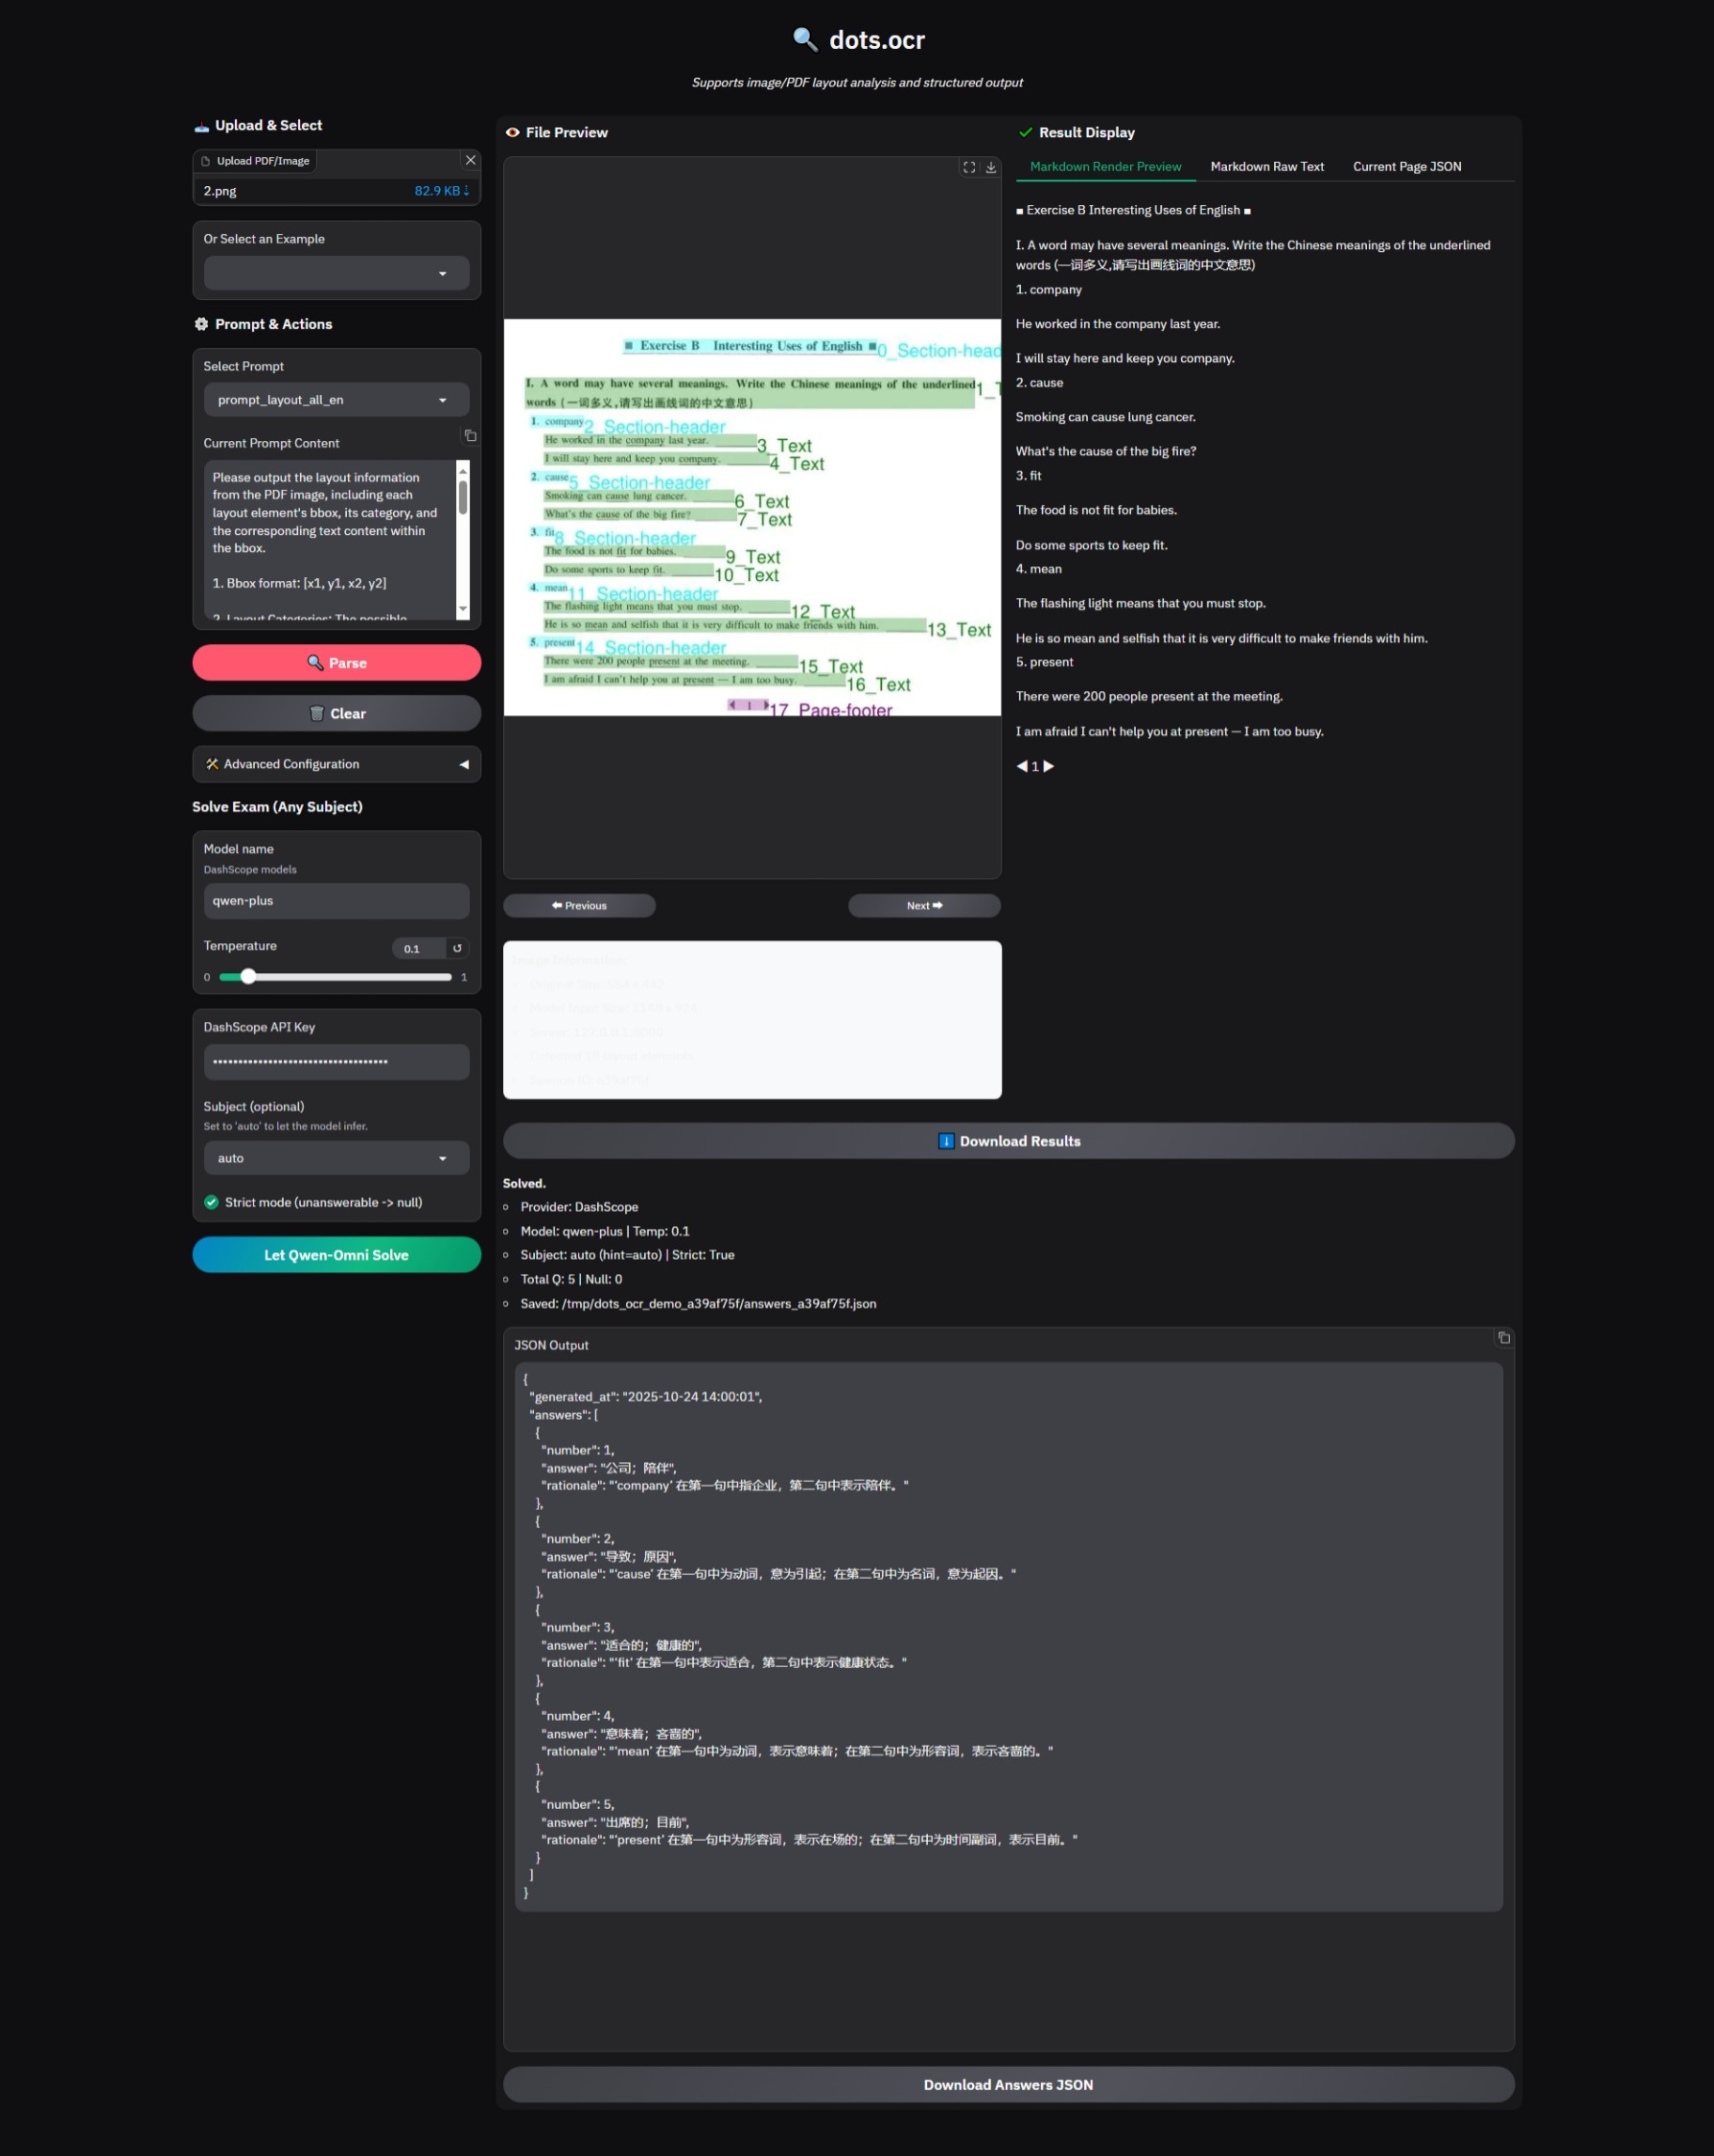 🔍 dots.ocr
Supports image/PDF layout analysis and structured output
Upload & Select
Upload PDF/Image
2.png 82.9 KB ⇣
Or Select an Example
Prompt & Actions
Select Prompt
prompt_layout_all_en
Current Prompt Content
Please output the layout information
from the PDF image, including each
layout element's bbox, its category, and
the corresponding text content within
the bbox.
1. Bbox format: [x1, y1, x2, y2]
2. Layout Categories: The possible
🔍 Parse
Clear
Advanced Configuration
Solve Exam (Any Subject)
Model name
DashScope models
qwen-plus
Temperature 0.1
0 1
DashScope API Key
Subject (optional)
Set to 'auto' to let the model infer.
auto
Strict mode (unanswerable -> null)
Let Qwen-Omni Solve
File Preview
■ Exercise B Interesting Uses of English ■ 0_Section-head
I. A word may have several meanings. Write the Chinese meanings of the underlined 1_T
words (一词多义,请写出画线词的中文意思)
1. company 2_Section-header
He worked in the company last year. 3_Text
I will stay here and keep you company. 4_Text
2. cause 5_Section-header
Smoking can cause lung cancer. 6_Text
What's the cause of the big fire? 7_Text
3. fit 8_Section-header
The food is not fit for babies. 9_Text
Do some sports to keep fit. 10_Text
4. mean 11_Section-header
The flashing light means that you must stop. 12_Text
He is so mean and selfish that it is very difficult to make friends with him. 13_Text
5. present 14_Section-header
There were 200 people present at the meeting. 15_Text
I am afraid I can't help you at present — I am too busy. 16_Text
17_Page-footer
Previous
Next
Image Information
Download Results
Result Display
Markdown Render Preview Markdown Raw Text Current Page JSON
■ Exercise B Interesting Uses of English ■
I. A word may have several meanings. Write the Chinese meanings of the underlined
words (一词多义,请写出画线词的中文意思)
1. company
He worked in the company last year.
I will stay here and keep you company.
2. cause
Smoking can cause lung cancer.
What's the cause of the big fire?
3. fit
The food is not fit for babies.
Do some sports to keep fit.
4. mean
The flashing light means that you must stop.
He is so mean and selfish that it is very difficult to make friends with him.
5. present
There were 200 people present at the meeting.
I am afraid I can't help you at present — I am too busy.
◀ 1 ▶
Solved.
Provider: DashScope
Model: qwen-plus | Temp: 0.1
Subject: auto (hint=auto) | Strict: True
Total Q: 5 | Null: 0
Saved: /tmp/dots_ocr_demo_a39af75f/answers_a39af75f.json
JSON Output
{
"generated_at": "2025-10-24 14:00:01",
"answers": [
{
"number": 1,
"answer": "公司；陪伴",
"rationale": "'company' 在第一句中指企业，第二句中表示陪伴。"
},
{
"number": 2,
"answer": "导致；原因",
"rationale": "'cause' 在第一句中为动词，意为引起；在第二句中为名词，意为起因。"
},
{
"number": 3,
"answer": "适合的；健康的",
"rationale": "'fit' 在第一句中表示适合，第二句中表示健康状态。"
},
{
"number": 4,
"answer": "意味着；吝啬的",
"rationale": "'mean' 在第一句中为动词，表示意味着；在第二句中为形容词，表示吝啬的。"
},
{
"number": 5,
"answer": "出席的；目前",
"rationale": "'present' 在第一句中为形容词，表示在场的；在第二句中为时间副词，表示目前。"
}
]
}
Download Answers JSON